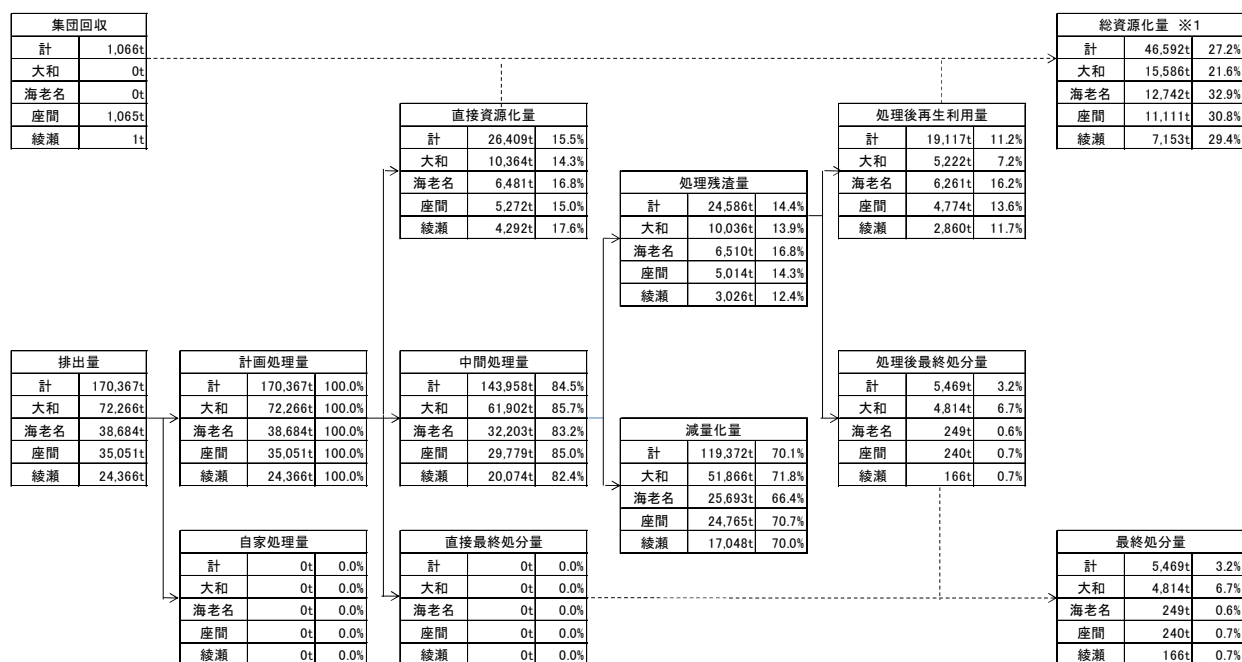 集団回収
計 1,066t
大和 0t
海老名 0t
座間 1,065t
綾瀬 1t
総資源化量 ※1
計 46,592t 27.2%
大和 15,586t 21.6%
海老名 12,742t 32.9%
座間 11,111t 30.8%
綾瀬 7,153t 29.4%
直接資源化量
計 26,409t 15.5%
大和 10,364t 14.3%
海老名 6,481t 16.8%
座間 5,272t 15.0%
綾瀬 4,292t 17.6%
処理後再生利用量
計 19,117t 11.2%
大和 5,222t 7.2%
海老名 6,261t 16.2%
座間 4,774t 13.6%
綾瀬 2,860t 11.7%
処理残渣量
計 24,586t 14.4%
大和 10,036t 13.9%
海老名 6,510t 16.8%
座間 5,014t 14.3%
綾瀬 3,026t 12.4%
排出量
計 170,367t
大和 72,266t
海老名 38,684t
座間 35,051t
綾瀬 24,366t
計画処理量
計 170,367t 100.0%
大和 72,266t 100.0%
海老名 38,684t 100.0%
座間 35,051t 100.0%
綾瀬 24,366t 100.0%
中間処理量
計 143,958t 84.5%
大和 61,902t 85.7%
海老名 32,203t 83.2%
座間 29,779t 85.0%
綾瀬 20,074t 82.4%
処理後最終処分量
計 5,469t 3.2%
大和 4,814t 6.7%
海老名 249t 0.6%
座間 240t 0.7%
綾瀬 166t 0.7%
減量化量
計 119,372t 70.1%
大和 51,866t 71.8%
海老名 25,693t 66.4%
座間 24,765t 70.7%
綾瀬 17,048t 70.0%
自家処理量
計 0t 0.0%
大和 0t 0.0%
海老名 0t 0.0%
座間 0t 0.0%
綾瀬 0t 0.0%
直接最終処分量
計 0t 0.0%
大和 0t 0.0%
海老名 0t 0.0%
座間 0t 0.0%
綾瀬 0t 0.0%
最終処分量
計 5,469t 3.2%
大和 4,814t 6.7%
海老名 249t 0.6%
座間 240t 0.7%
綾瀬 166t 0.7%